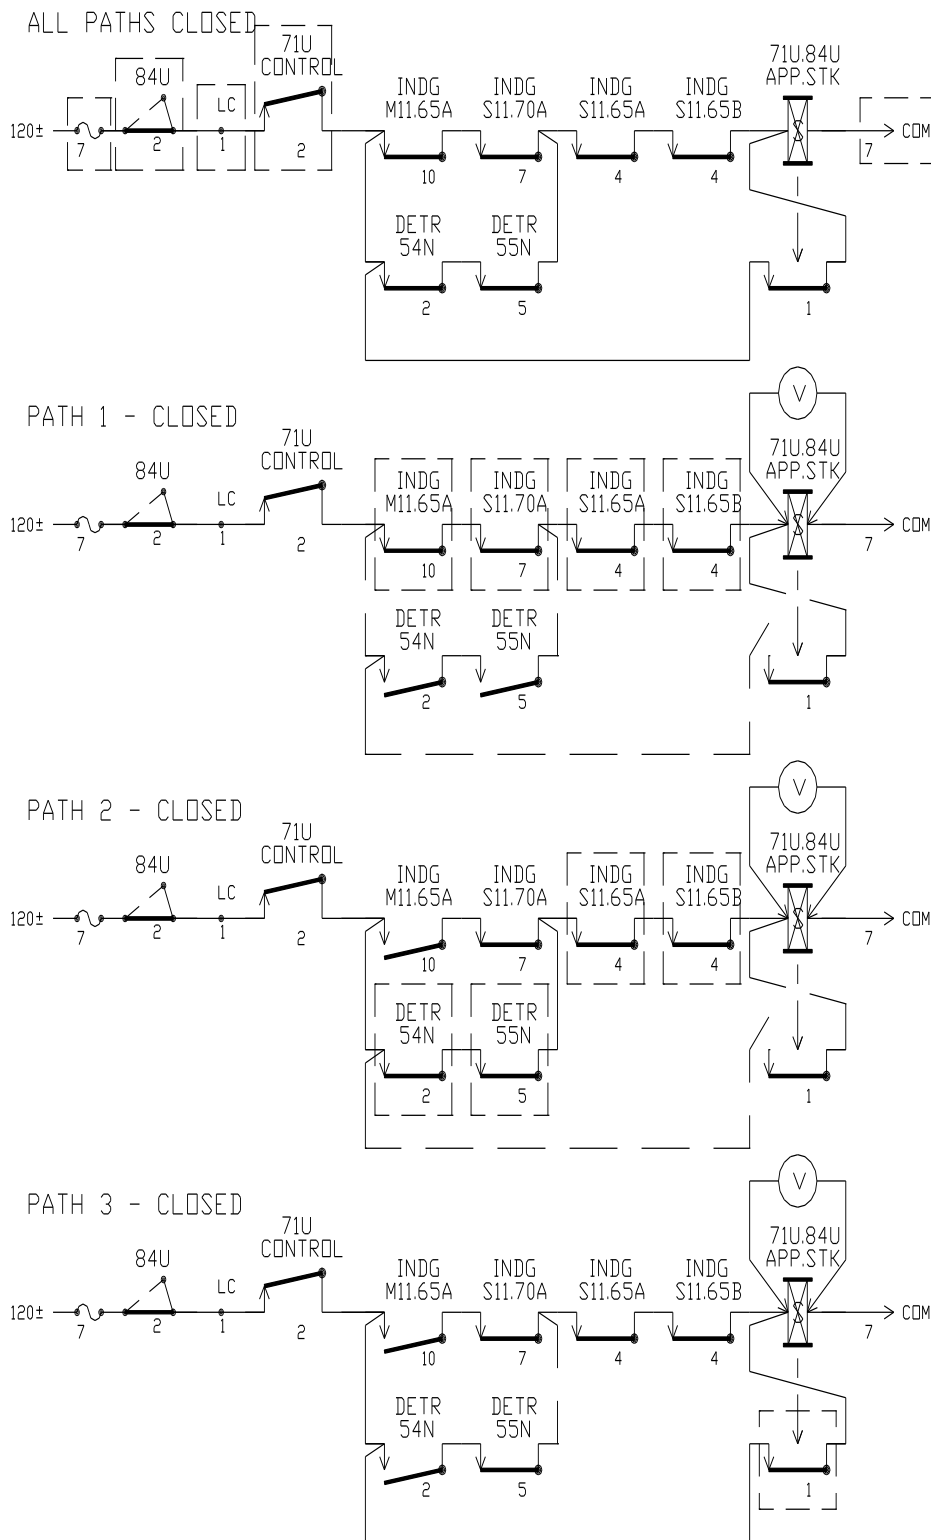 ALL PATHS CLOSED
84U
LC
71U
CONTROL
INDG
M11.65A
INDG
S11.70A
INDG
S11.65A
INDG
S11.65B
71U.84U
APP.STK
120±
7
2
1
2
10
7
4
4
7
COM
DETR
54N
DETR
55N
2
5
1
PATH 1 - CLOSED
V
84U
LC
71U
CONTROL
INDG
M11.65A
INDG
S11.70A
INDG
S11.65A
INDG
S11.65B
71U.84U
APP.STK
120±
7
2
1
2
10
7
4
4
7
COM
DETR
54N
DETR
55N
2
5
1
PATH 2 - CLOSED
V
84U
LC
71U
CONTROL
INDG
M11.65A
INDG
S11.70A
INDG
S11.65A
INDG
S11.65B
71U.84U
APP.STK
120±
7
2
1
2
10
7
4
4
7
COM
DETR
54N
DETR
55N
2
5
1
PATH 3 - CLOSED
V
84U
LC
71U
CONTROL
INDG
M11.65A
INDG
S11.70A
INDG
S11.65A
INDG
S11.65B
71U.84U
APP.STK
120±
7
2
1
2
10
7
4
4
7
COM
DETR
54N
DETR
55N
2
5
1